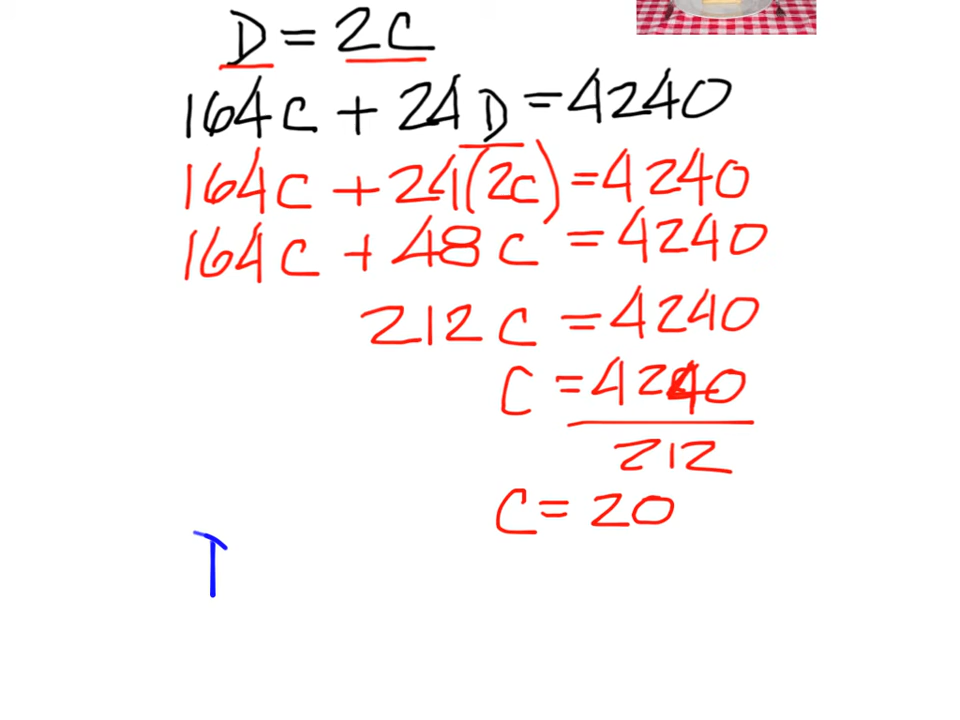 D = 2C
164C + 24D = 4240
164C + 24(2C) = 4240
164C + 48C = 4240
212C = 4240
C = 4240
212
C = 20
T